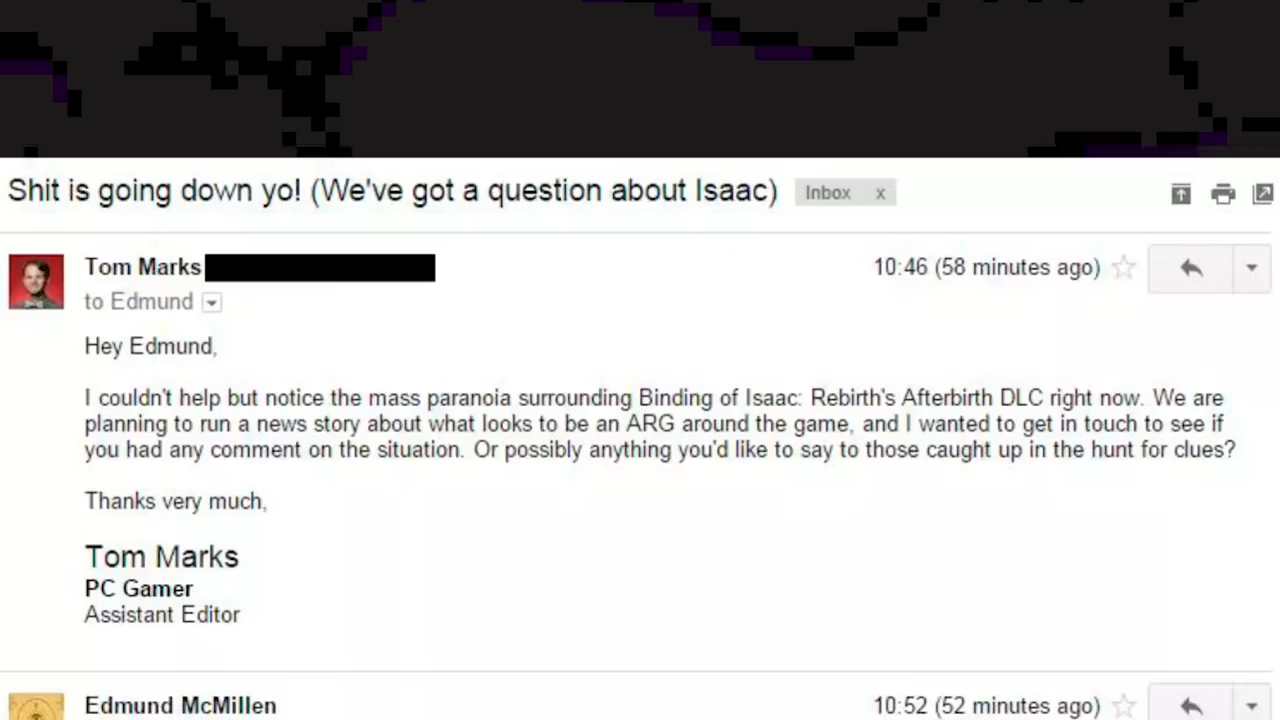 Shit is going down yo! (We've got a question about Isaac) Inbox x
Tom Marks 10:46 (58 minutes ago)
to Edmund
Hey Edmund,
I couldn't help but notice the mass paranoia surrounding Binding of Isaac: Rebirth's Afterbirth DLC right now. We are
planning to run a news story about what looks to be an ARG around the game, and I wanted to get in touch to see if
you had any comment on the situation. Or possibly anything you'd like to say to those caught up in the hunt for clues?
Thanks very much,
Tom Marks
PC Gamer
Assistant Editor
Edmund McMillen 10:52 (52 minutes ago)